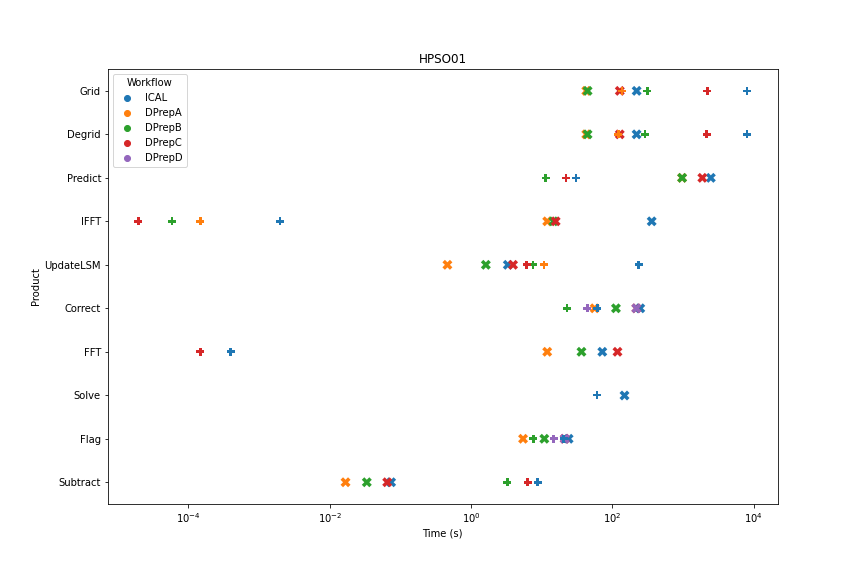 HPSO01
Workflow
ICAL
DPrepA
DPrepB
DPrepC
DPrepD
Grid
Degrid
Predict
IFFT
UpdateLSM
Correct
FFT
Solve
Flag
Subtract
Product
10⁻⁴ 10⁻² 10⁰ 10² 10⁴
Time (s)